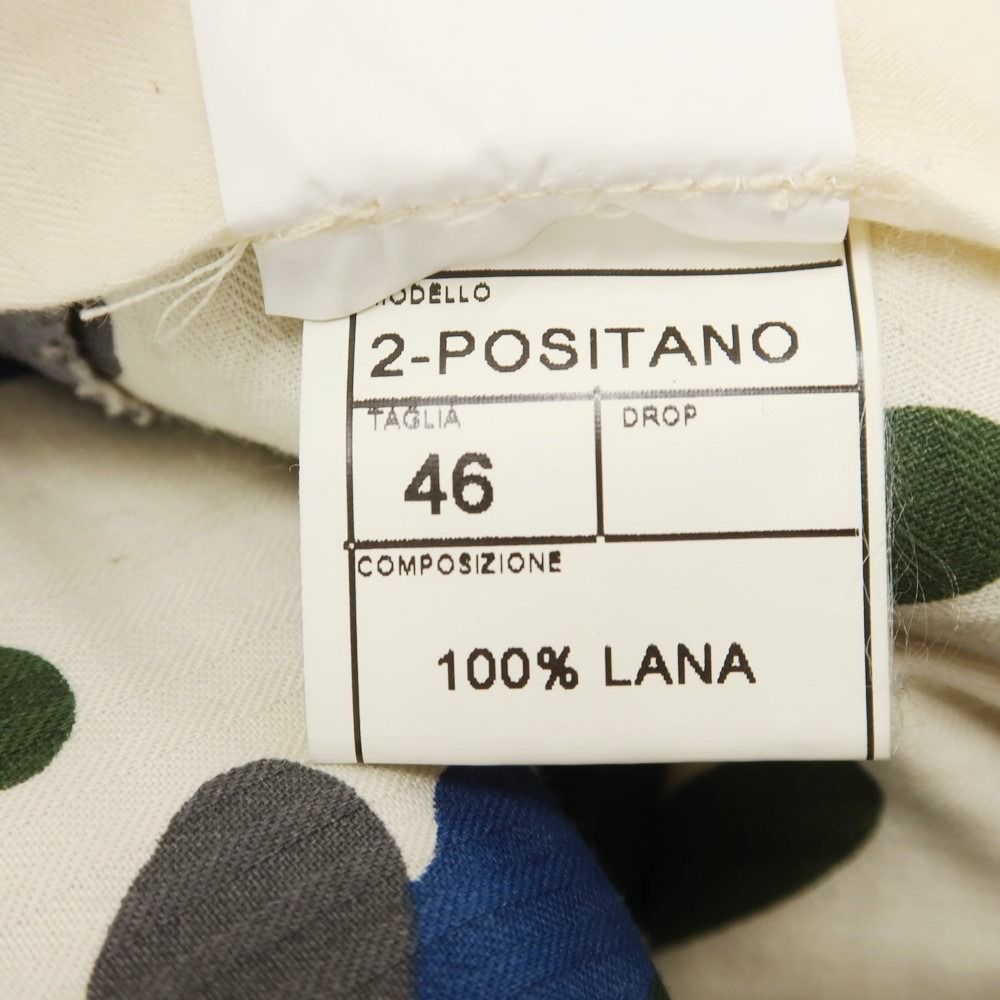 MODELLO
2-POSITANO
TAGLIA
DROP
46
COMPOSIZIONE
100% LANA